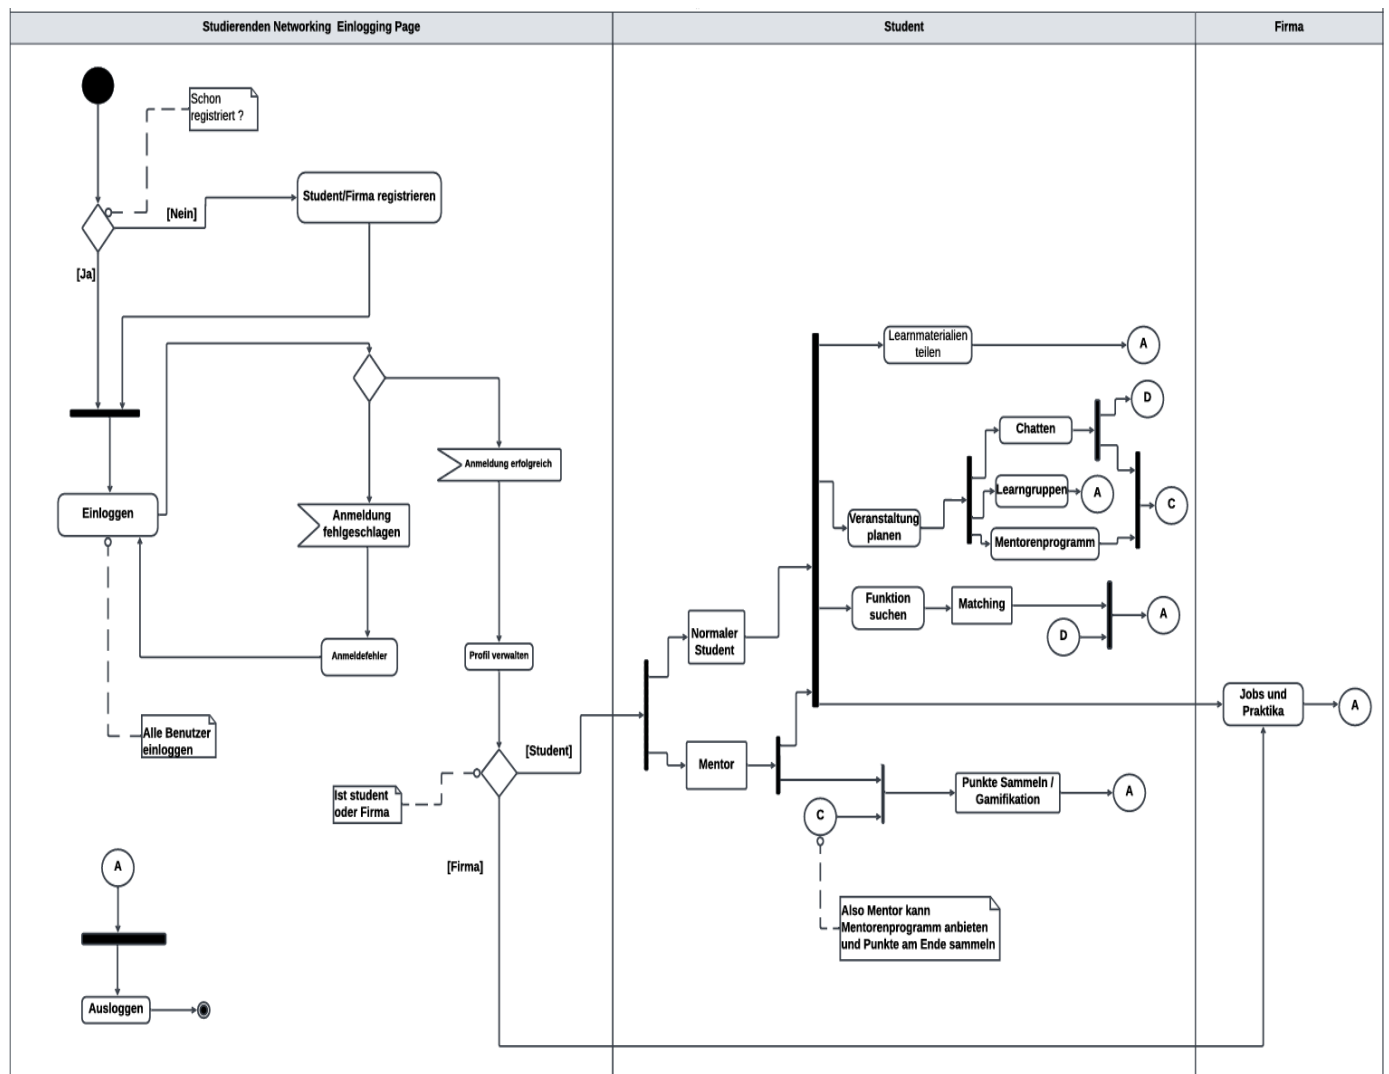 Studierenden Networking  Einlogging Page
Student
Firma
Schon
registriert ?
[Nein]
Student/Firma registrieren
[Ja]
Einloggen
Anmeldung erfolgreich
Anmeldung
fehlgeschlagen
Anmeldefehler
Profil verwalten
Alle Benutzer
einloggen
Ist student
oder Firma
[Student]
[Firma]
A
Ausloggen
Normaler
Student
Mentor
Learnmaterialien
teilen
A
Veranstaltung
planen
Chatten
D
Learngruppen
A
C
Mentorenprogramm
Funktion
suchen
Matching
D
A
Jobs und
Praktika
A
Punkte Sammeln /
Gamifikation
A
C
Also Mentor kann
Mentorenprogramm anbieten
und Punkte am Ende sammeln